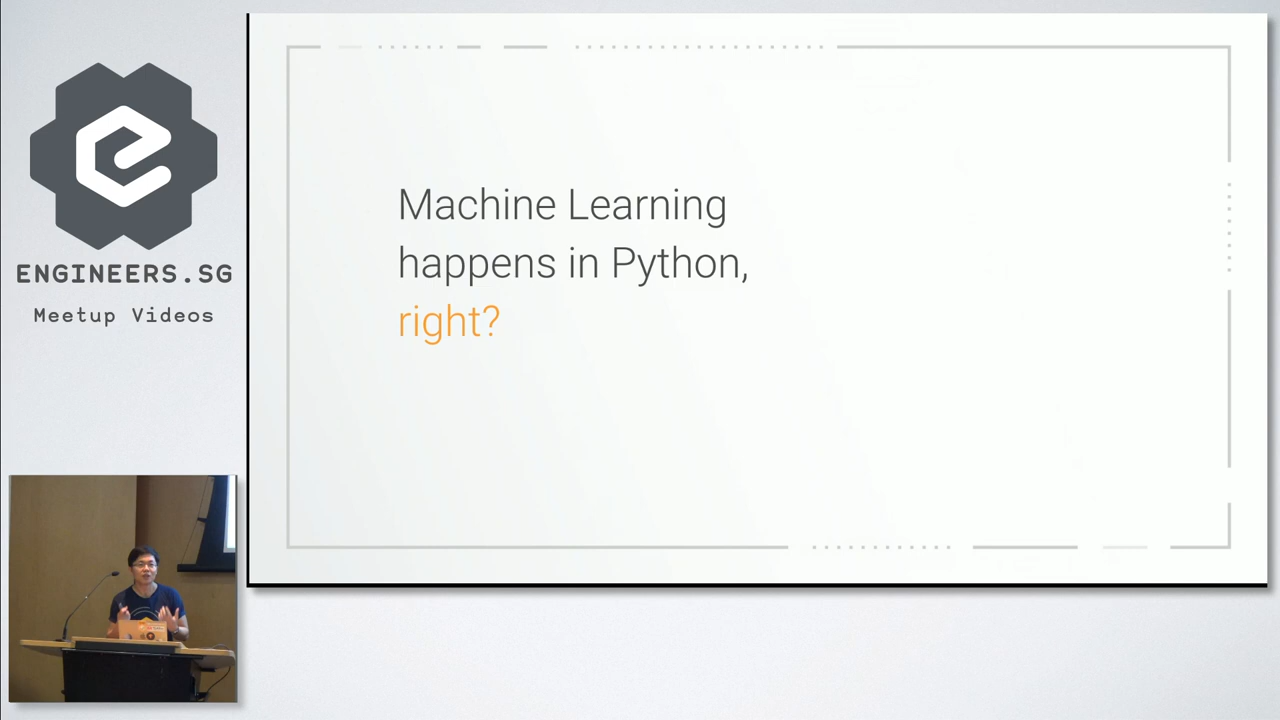 ENGINEERS.SG
Meetup Videos
Machine Learning
happens in Python,
right?